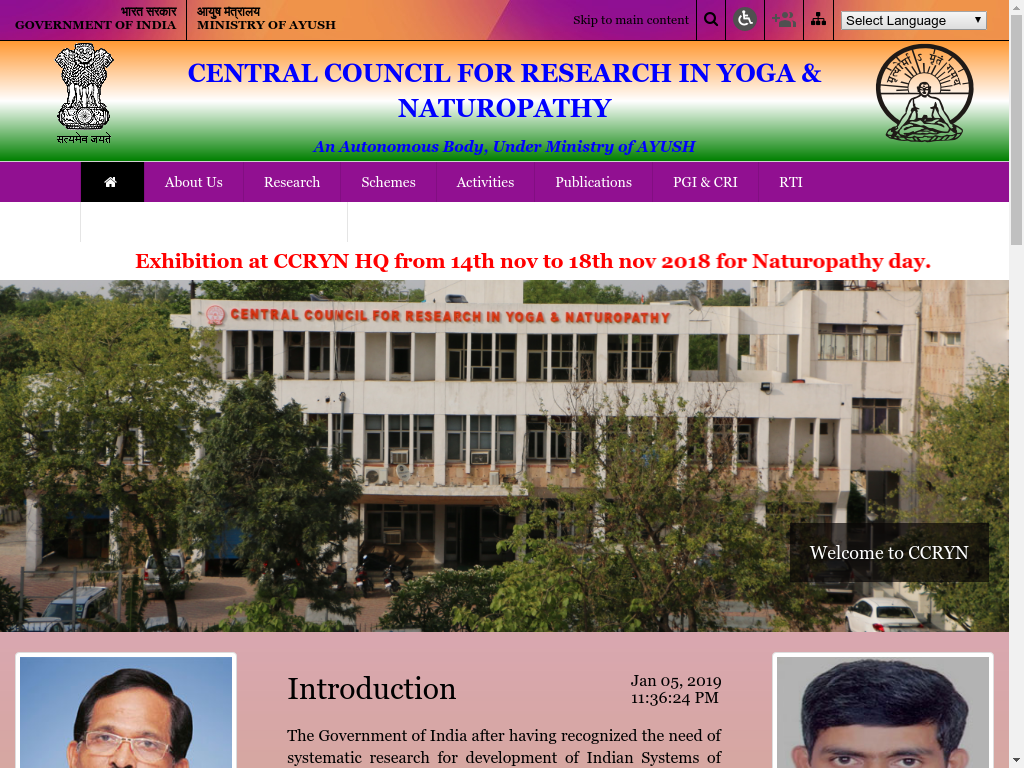 भारत सरकार
GOVERNMENT OF INDIA
आयुष मंत्रालय
MINISTRY OF AYUSH
Skip to main content
Select Language
CENTRAL COUNCIL FOR RESEARCH IN YOGA &
NATUROPATHY
An Autonomous Body, Under Ministry of AYUSH
सत्यमेव जयते
About Us
Research
Schemes
Activities
Publications
PGI & CRI
RTI
Exhibition at CCRYN HQ from 14th nov to 18th nov 2018 for Naturopathy day.
CENTRAL COUNCIL FOR RESEARCH IN YOGA & NATUROPATHY
Welcome to CCRYN
Introduction
Jan 05, 2019
11:36:24 PM
The Government of India after having recognized the need of
systematic research for development of Indian Systems of